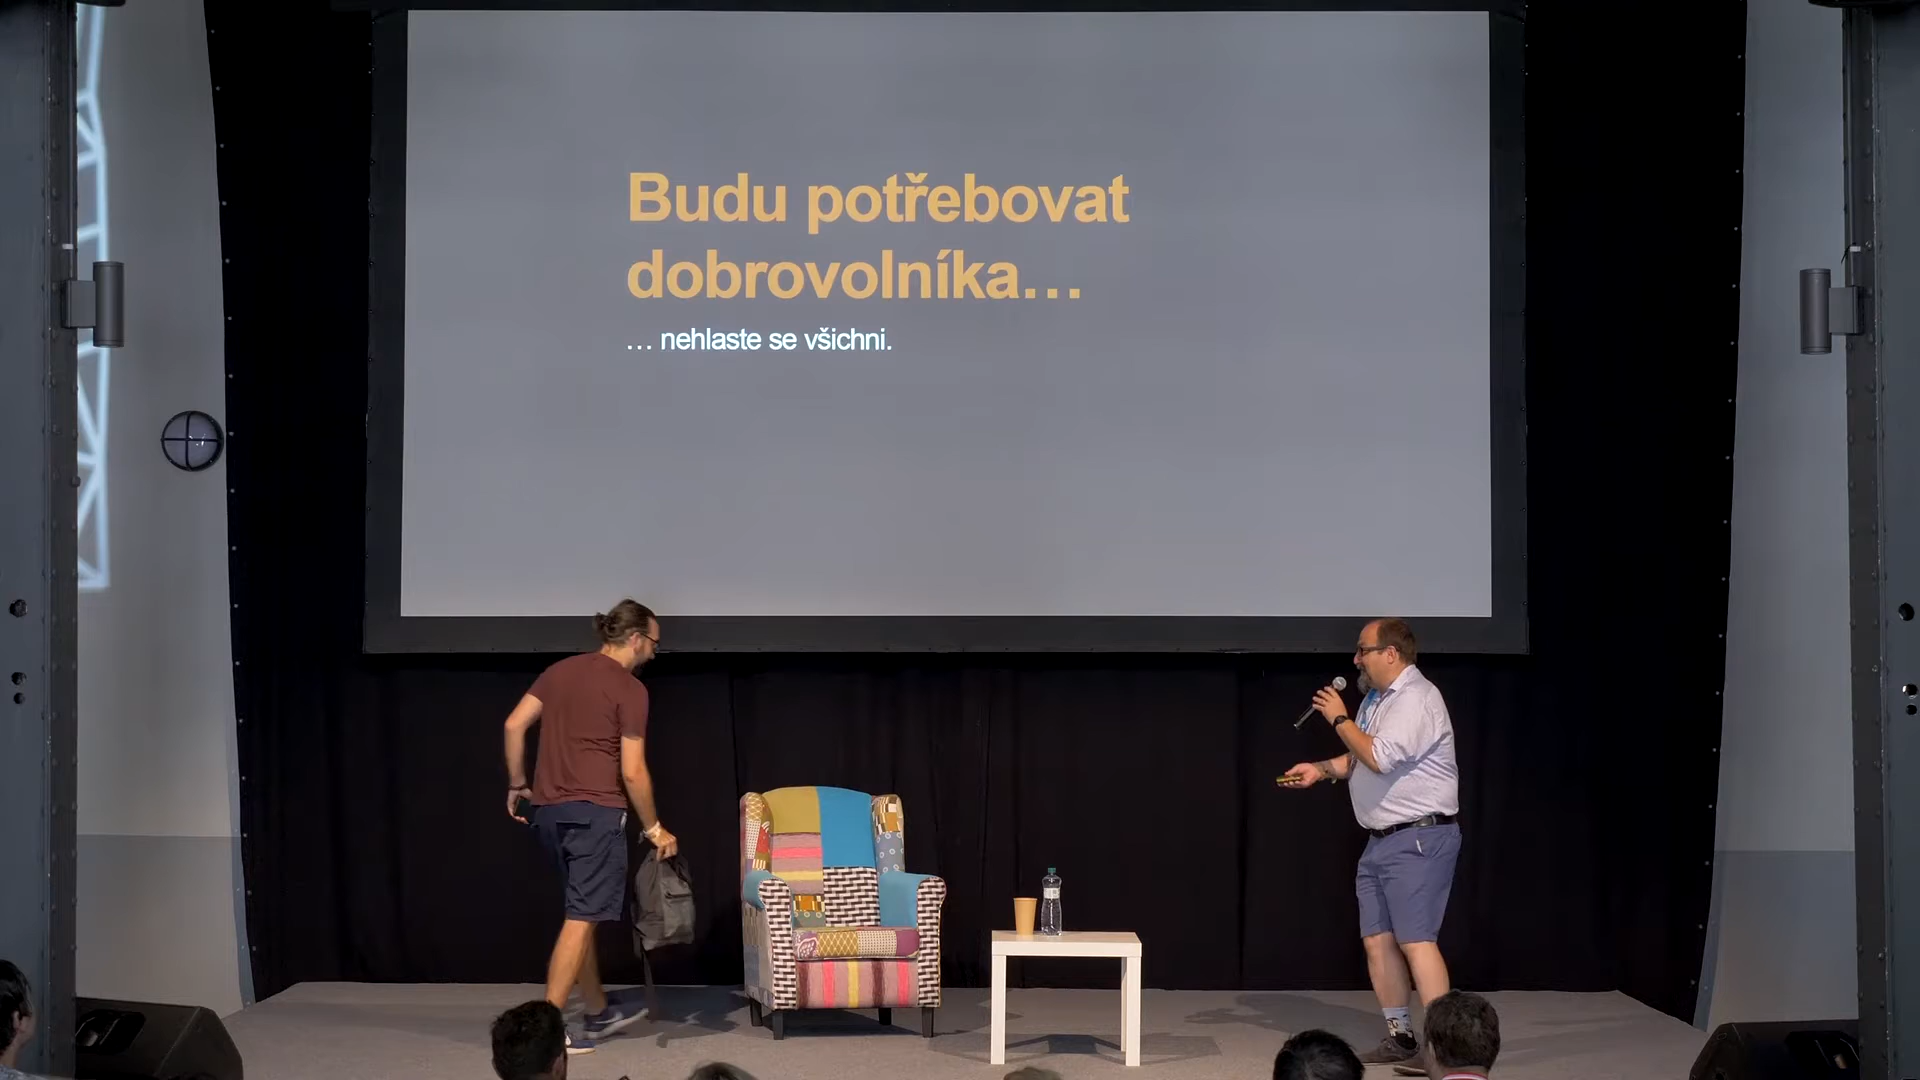 Budu potřebovat
dobrovolníka…
… nehlaste se všichni.